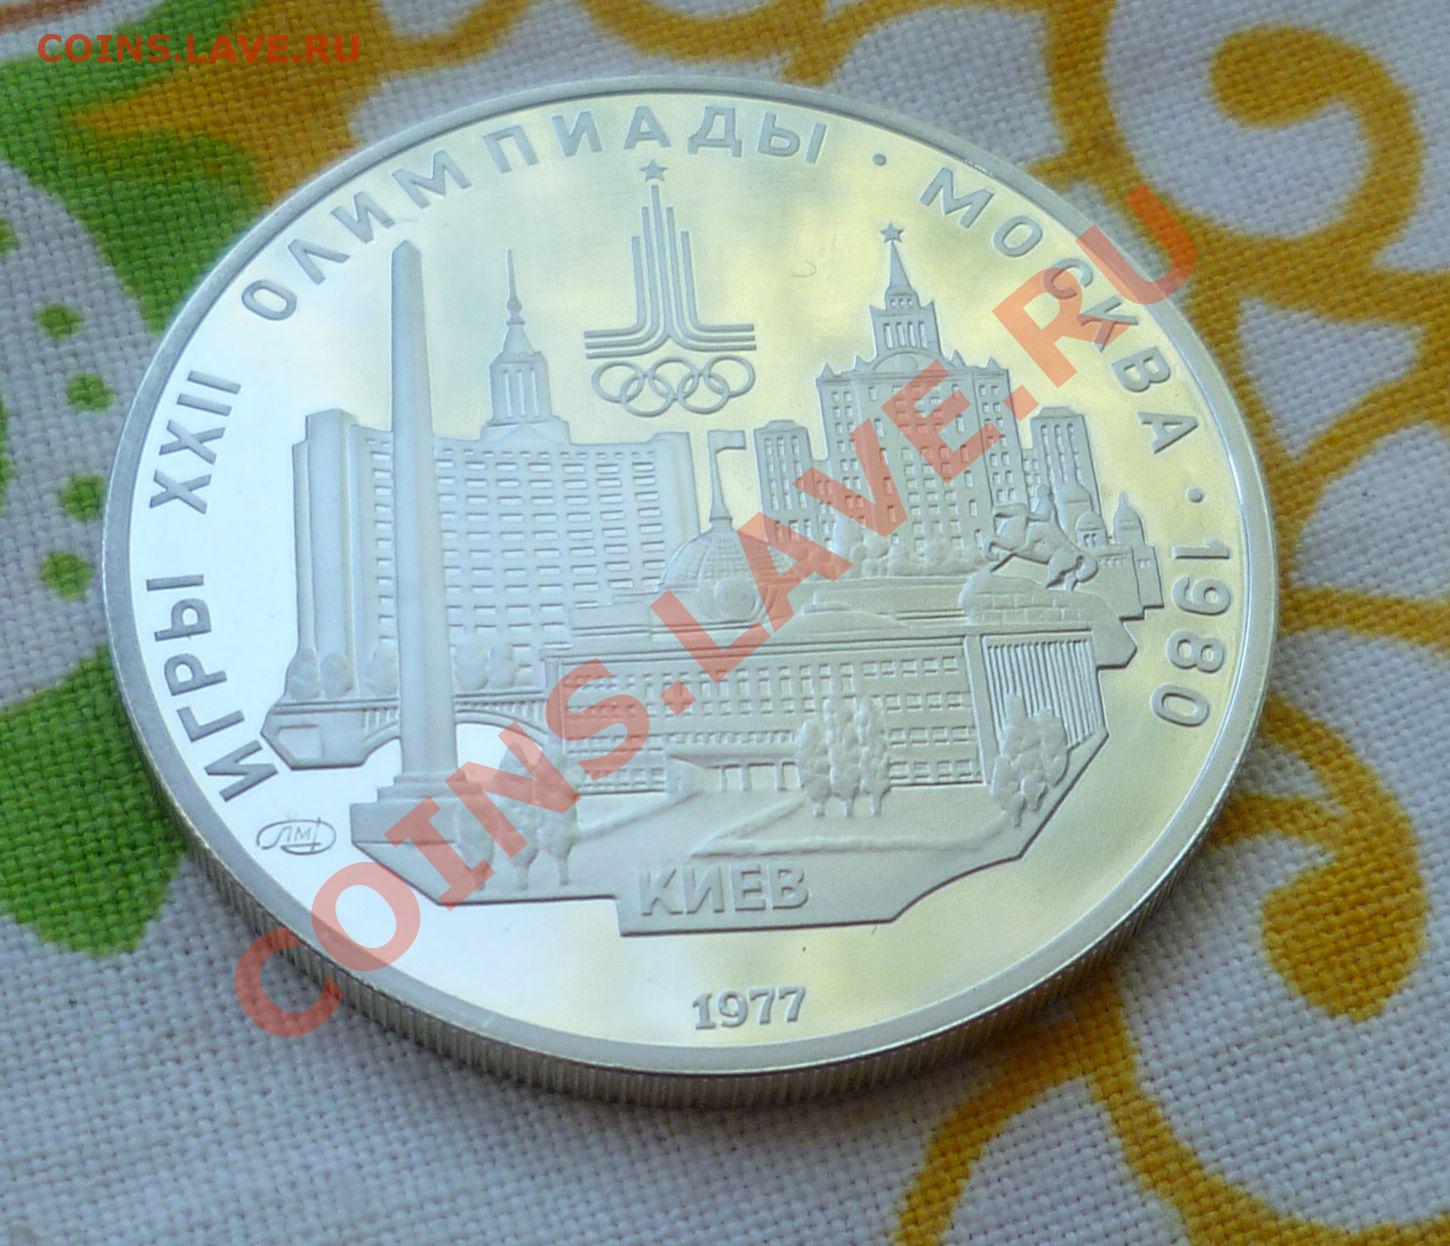 COINS.LAVE.RU
ИГРЫ XXII ОЛИМПИАДЫ · МОСКВА · 1980
ЛМД
КИЕВ
1977
COINS.LAVE.RU